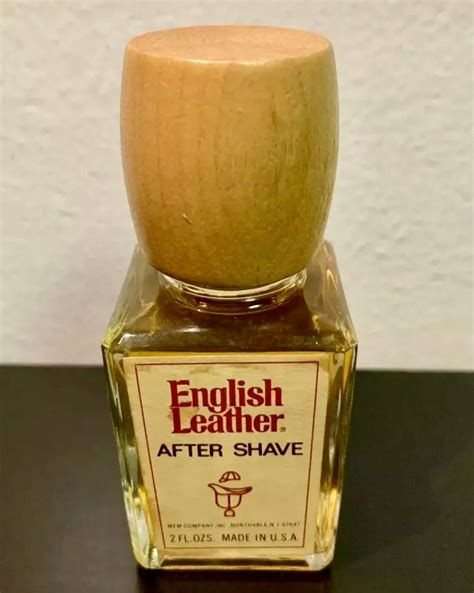 English
Leather®
AFTER SHAVE
MEM COMPANY INC. NORTHVALE N J 07647
2 FL. OZS. MADE IN U.S.A.